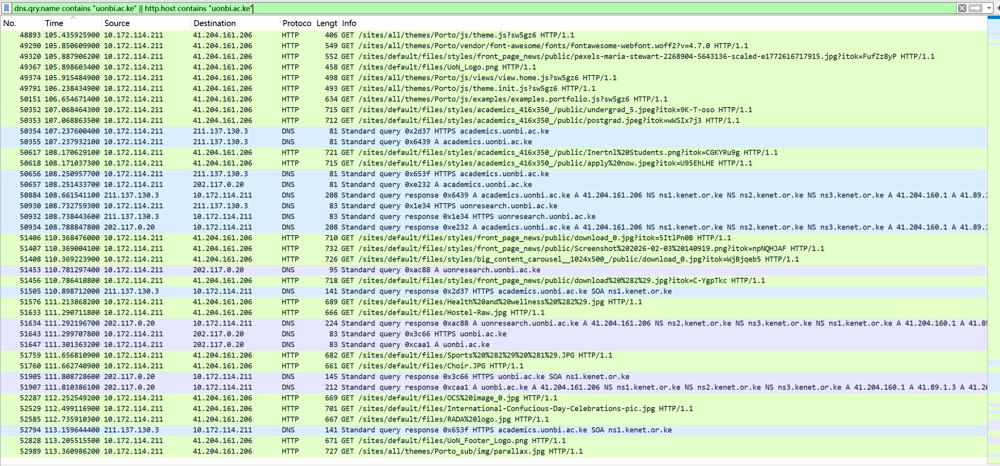 dns.qry.name contains "uonbi.ac.ke" || http.host contains "uonbi.ac.ke"
No. Time Source Destination Protoco Lengt Info
48893 105.435925900 10.172.114.211 41.204.161.206 HTTP 406 GET /sites/all/themes/Porto/js/theme.js?sw5gz6 HTTP/1.1
49290 105.850609900 10.172.114.211 41.204.161.206 HTTP 549 GET /sites/all/themes/Porto/vendor/font-awesome/fonts/fontawesome-webfont.woff2?v=4.7.0 HTTP/1.1
49320 105.887906200 10.172.114.211 41.204.161.206 HTTP 552 GET /sites/default/files/styles/front_page_news/public/pexels-maria-stewart-2268904-5643136-scaled-e1772616717915.jpg?itok=FufZz8yP HTTP/1.1
49367 105.898603400 10.172.114.211 41.204.161.206 HTTP 458 GET /sites/default/files/UoN_Logo.png HTTP/1.1
49374 105.915484900 10.172.114.211 41.204.161.206 HTTP 498 GET /sites/all/themes/Porto/js/views/view.home.js?sw5gz6 HTTP/1.1
49791 106.238434900 10.172.114.211 41.204.161.206 HTTP 493 GET /sites/all/themes/Porto/js/theme.init.js?sw5gz6 HTTP/1.1
50151 106.654671400 10.172.114.211 41.204.161.206 HTTP 634 GET /sites/all/themes/Porto/js/examples/examples.portfolio.js?sw5gz6 HTTP/1.1
50352 107.068464300 10.172.114.211 41.204.161.206 HTTP 715 GET /sites/default/files/styles/academics_416x350_/public/undergrad_5.jpeg?itok=9K-T-oso HTTP/1.1
50353 107.068863500 10.172.114.211 41.204.161.206 HTTP 712 GET /sites/default/files/styles/academics_416x350_/public/postgrad.jpeg?itok=wWSIx7j3 HTTP/1.1
50354 107.237600400 10.172.114.211 211.137.130.3 DNS 81 Standard query 0x2d37 HTTPS academics.uonbi.ac.ke
50355 107.237932100 10.172.114.211 211.137.130.3 DNS 81 Standard query 0x6439 A academics.uonbi.ac.ke
50617 108.170629100 10.172.114.211 41.204.161.206 HTTP 721 GET /sites/default/files/styles/academics_416x350_/public/Inertnl%20Students.png?itok=CGKYRu9g HTTP/1.1
50618 108.171037300 10.172.114.211 41.204.161.206 HTTP 715 GET /sites/default/files/styles/academics_416x350_/public/apply%20now.jpeg?itok=U95EhLHE HTTP/1.1
50656 108.250957700 10.172.114.211 211.137.130.3 DNS 81 Standard query 0x653f HTTPS academics.uonbi.ac.ke
50657 108.251433700 10.172.114.211 202.117.0.20 DNS 81 Standard query 0xe232 A academics.uonbi.ac.ke
50884 108.661541100 211.137.130.3 10.172.114.211 DNS 208 Standard query response 0x6439 A academics.uonbi.ac.ke A 41.204.161.206 NS ns1.kenet.or.ke NS ns2.kenet.or.ke NS ns3.kenet.or.ke A 41.204.160.1 A 41.89.1
50930 108.732759300 10.172.114.211 211.137.130.3 DNS 83 Standard query 0x1e34 HTTPS uonresearch.uonbi.ac.ke
50932 108.738443600 211.137.130.3 10.172.114.211 DNS 83 Standard query response 0x1e34 HTTPS uonresearch.uonbi.ac.ke
50934 108.788847800 202.117.0.20 10.172.114.211 DNS 208 Standard query response 0xe232 A academics.uonbi.ac.ke A 41.204.161.206 NS ns1.kenet.or.ke NS ns2.kenet.or.ke NS ns3.kenet.or.ke A 41.204.160.1 A 41.89.1
51406 110.368476000 10.172.114.211 41.204.161.206 HTTP 710 GET /sites/default/files/styles/front_page_news/public/download_0.jpg?itok=5ItlPn0B HTTP/1.1
51407 110.369004100 10.172.114.211 41.204.161.206 HTTP 732 GET /sites/default/files/styles/front_page_news/public/Screenshot%202026-02-03%20140919.png?itok=npNQHJAF HTTP/1.1
51408 110.369223900 10.172.114.211 41.204.161.206 HTTP 726 GET /sites/default/files/styles/big_content_carousel__1024x500_/public/download_0.jpg?itok=WjBjqeb5 HTTP/1.1
51453 110.781297400 10.172.114.211 202.117.0.20 DNS 95 Standard query 0xac88 A uonresearch.uonbi.ac.ke
51456 110.786410800 10.172.114.211 41.204.161.206 HTTP 718 GET /sites/default/files/styles/front_page_news/public/download%20%282%29.jpg?itok=C-YgpTkc HTTP/1.1
51505 110.898712000 211.137.130.3 10.172.114.211 DNS 141 Standard query response 0x2d37 HTTPS academics.uonbi.ac.ke SOA ns1.kenet.or.ke
51576 111.213868200 10.172.114.211 41.204.161.206 HTTP 689 GET /sites/default/files/Health%20and%20wellness%20%282%29.jpg HTTP/1.1
51633 111.290711800 10.172.114.211 41.204.161.206 HTTP 666 GET /sites/default/files/Hostel-Raw.jpg HTTP/1.1
51634 111.292196700 202.117.0.20 10.172.114.211 DNS 224 Standard query response 0xac88 A uonresearch.uonbi.ac.ke A 41.204.161.206 NS ns2.kenet.or.ke NS ns3.kenet.or.ke NS ns1.kenet.or.ke A 41.204.160.1 A 41.89
51643 111.299707800 10.172.114.211 202.117.0.20 DNS 83 Standard query 0x3c66 HTTPS uonbi.ac.ke
51647 111.301363200 10.172.114.211 202.117.0.20 DNS 83 Standard query 0xcaa1 A uonbi.ac.ke
51759 111.656810900 10.172.114.211 41.204.161.206 HTTP 682 GET /sites/default/files/Sports%20%282%29%20%281%29.JPG HTTP/1.1
51760 111.662740900 10.172.114.211 41.204.161.206 HTTP 661 GET /sites/default/files/Choir.JPG HTTP/1.1
51905 111.808728600 202.117.0.20 10.172.114.211 DNS 145 Standard query response 0x3c66 HTTPS uonbi.ac.ke SOA ns1.kenet.or.ke
51907 111.810386100 202.117.0.20 10.172.114.211 DNS 212 Standard query response 0xcaa1 A uonbi.ac.ke A 41.204.161.206 NS ns1.kenet.or.ke NS ns2.kenet.or.ke NS ns3.kenet.or.ke A 41.204.160.1 A 41.89.1.3 A 41.20
52287 112.252549200 10.172.114.211 41.204.161.206 HTTP 669 GET /sites/default/files/OCS%20image_0.jpg HTTP/1.1
52529 112.499116900 10.172.114.211 41.204.161.206 HTTP 701 GET /sites/default/files/International-Confucious-Day-Celebrations-pic.jpg HTTP/1.1
52585 112.735910300 10.172.114.211 41.204.161.206 HTTP 667 GET /sites/default/files/RADA%20logo.jpg HTTP/1.1
52794 113.159644400 211.137.130.3 10.172.114.211 DNS 141 Standard query response 0x653f HTTPS academics.uonbi.ac.ke SOA ns1.kenet.or.ke
52828 113.205515500 10.172.114.211 41.204.161.206 HTTP 671 GET /sites/default/files/UoN_Footer_Logo.png HTTP/1.1
52989 113.360986200 10.172.114.211 41.204.161.206 HTTP 727 GET /sites/all/themes/Porto_sub/img/parallax.jpg HTTP/1.1